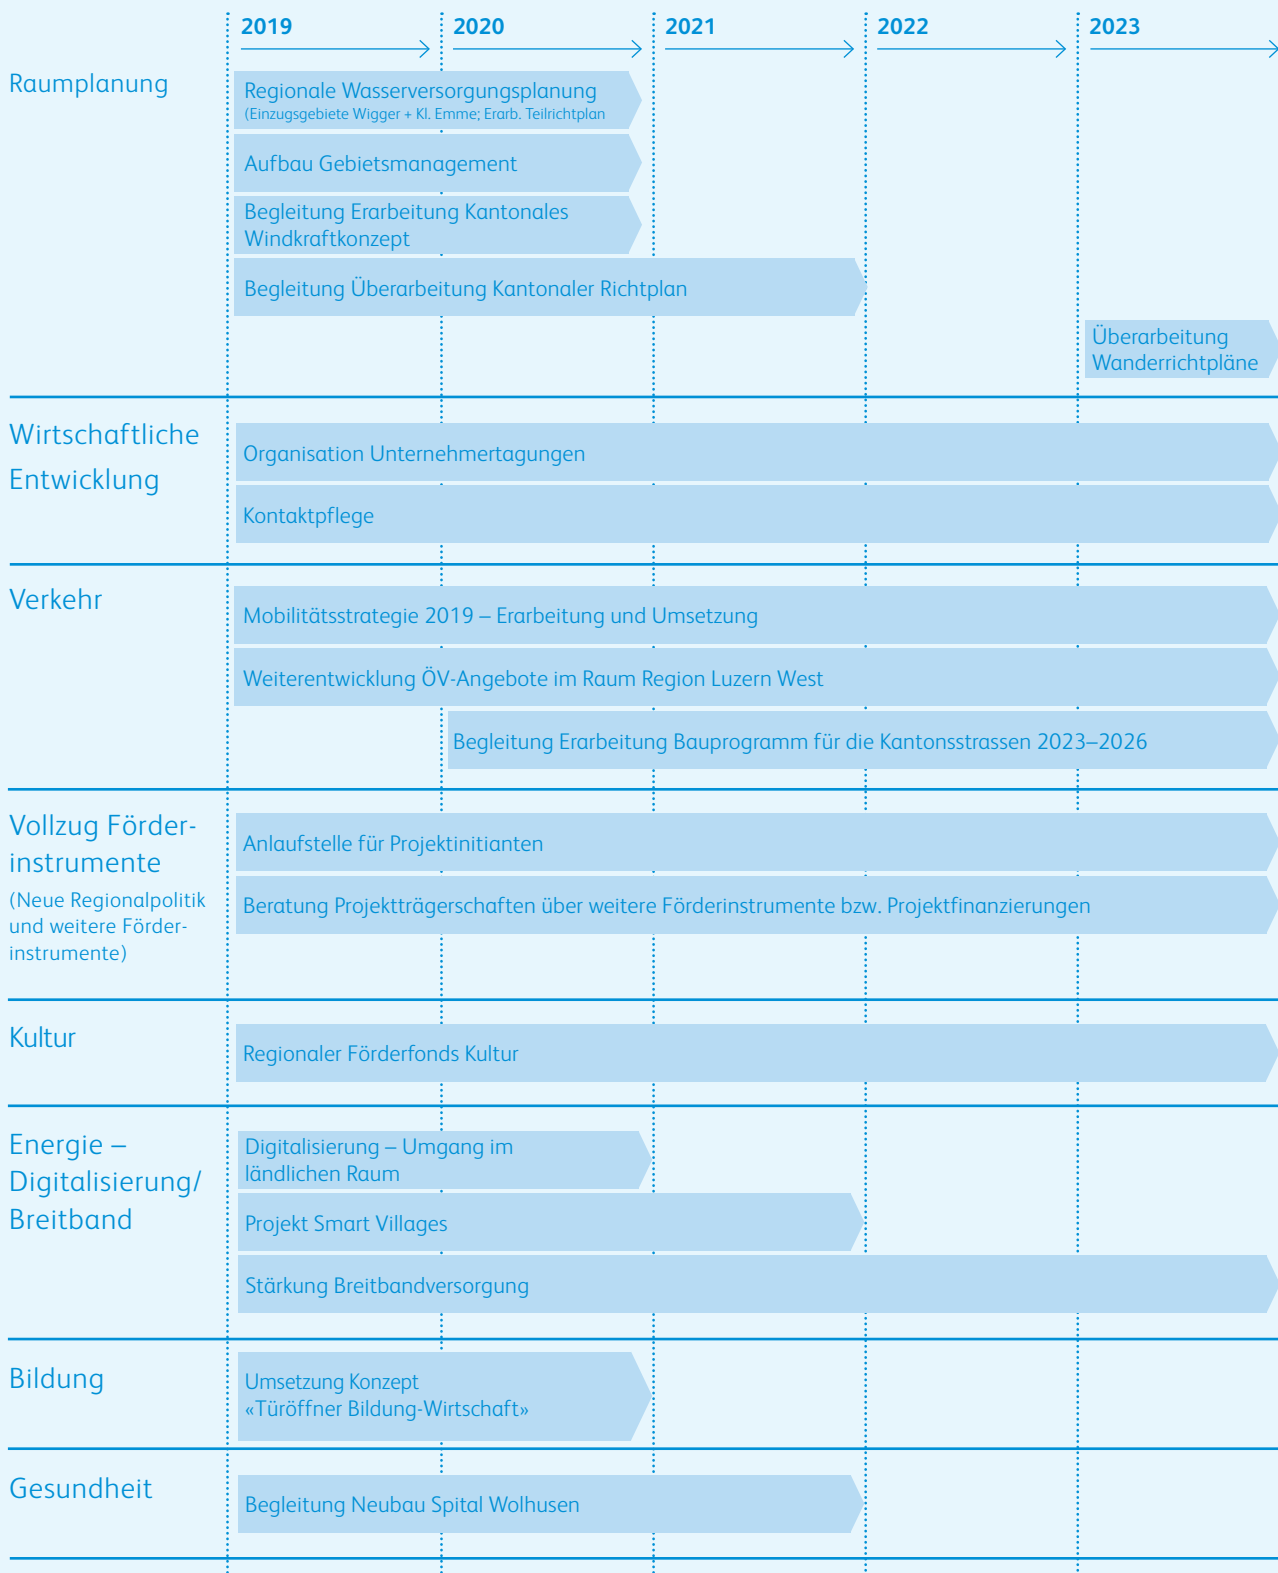 2019 2020 2021 2022 2023
Raumplanung
Regionale Wasserversorgungsplanung
(Einzugsgebiete Wigger + Kl. Emme; Erarb. Teilrichtplan
Aufbau Gebietsmanagement
Begleitung Erarbeitung Kantonales
Windkraftkonzept
Begleitung Überarbeitung Kantonaler Richtplan
Überarbeitung
Wanderrichtpläne
Wirtschaftliche
Entwicklung
Organisation Unternehmertagungen
Kontaktpflege
Verkehr
Mobilitätsstrategie 2019 – Erarbeitung und Umsetzung
Weiterentwicklung ÖV-Angebote im Raum Region Luzern West
Begleitung Erarbeitung Bauprogramm für die Kantonsstrassen 2023–2026
Vollzug Förder-
instrumente
(Neue Regionalpolitik
und weitere Förder-
instrumente)
Anlaufstelle für Projektinitianten
Beratung Projektträgerschaften über weitere Förderinstrumente bzw. Projektfinanzierungen
Kultur
Regionaler Förderfonds Kultur
Energie –
Digitalisierung/
Breitband
Digitalisierung – Umgang im
ländlichen Raum
Projekt Smart Villages
Stärkung Breitbandversorgung
Bildung
Umsetzung Konzept
«Türöffner Bildung-Wirtschaft»
Gesundheit
Begleitung Neubau Spital Wolhusen